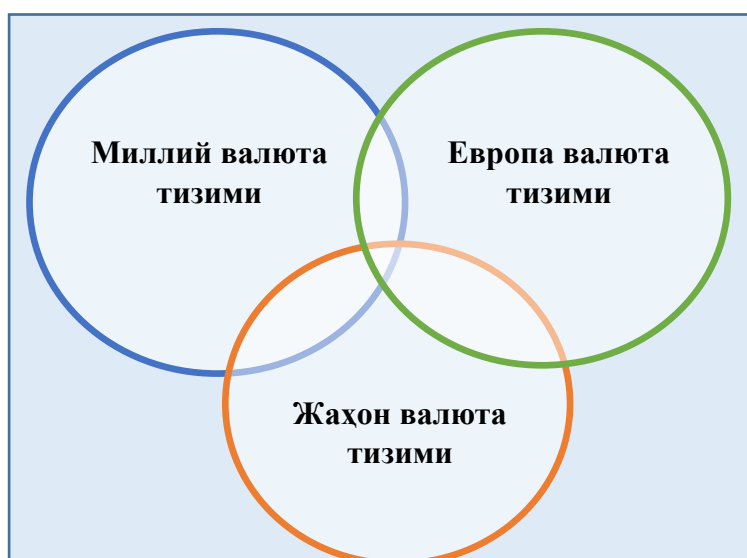 Миллий валюта
тизими
Европа валюта
тизими
Жаҳон валюта
тизими